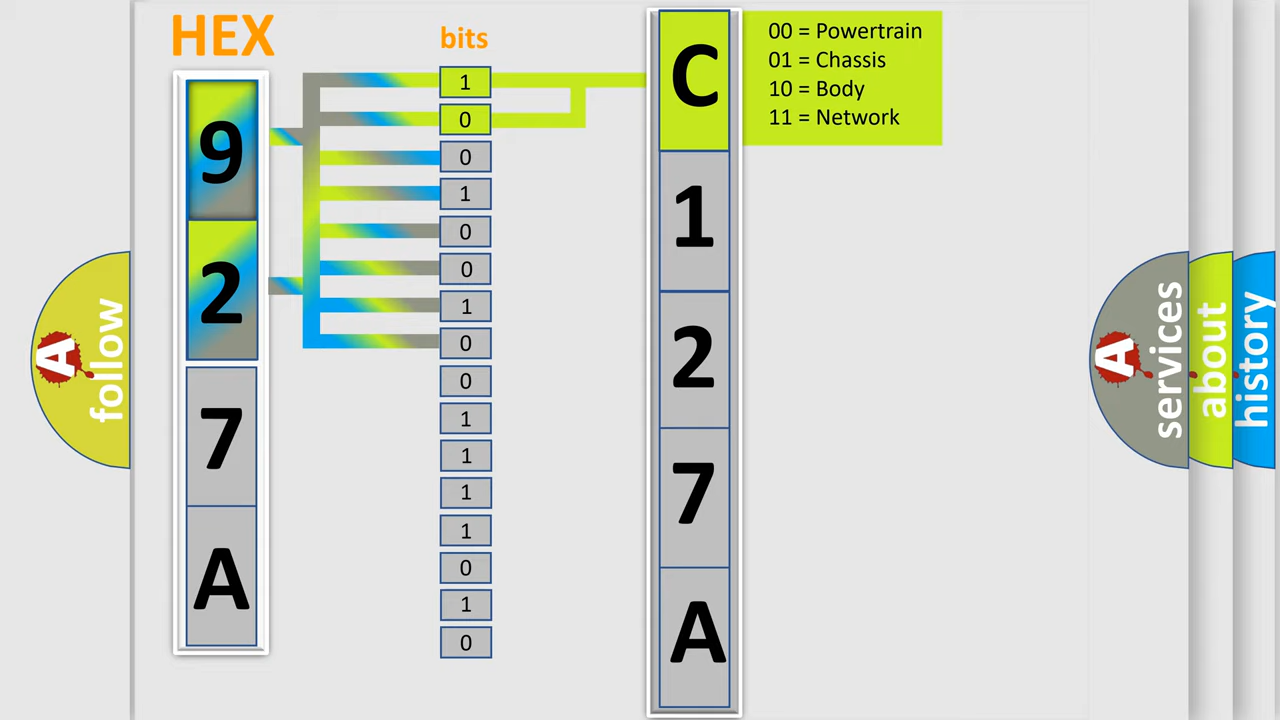 HEX
bits
9
2
7
A
1
0
0
1
0
0
1
0
0
1
1
1
1
0
1
0
C
1
2
7
A
00 = Powertrain
01 = Chassis
10 = Body
11 = Network
A
follow
A
services
about
history